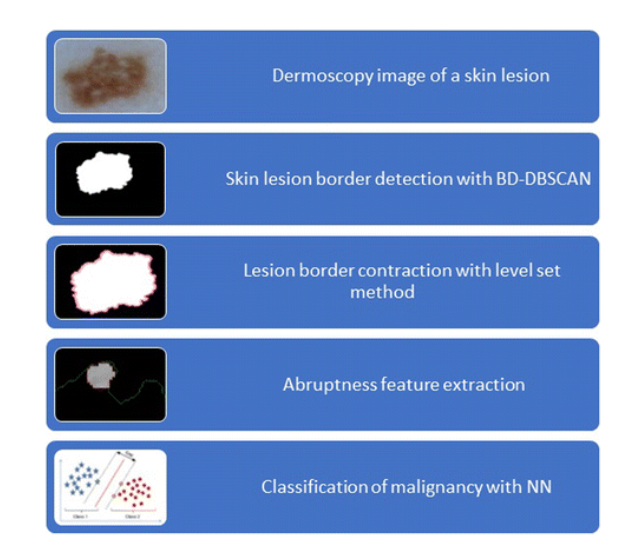 Dermoscopy image of a skin lesion
Skin lesion border detection with BD-DBSCAN
Lesion border contraction with level set
method
Abruptness feature extraction
Classification of malignancy with NN